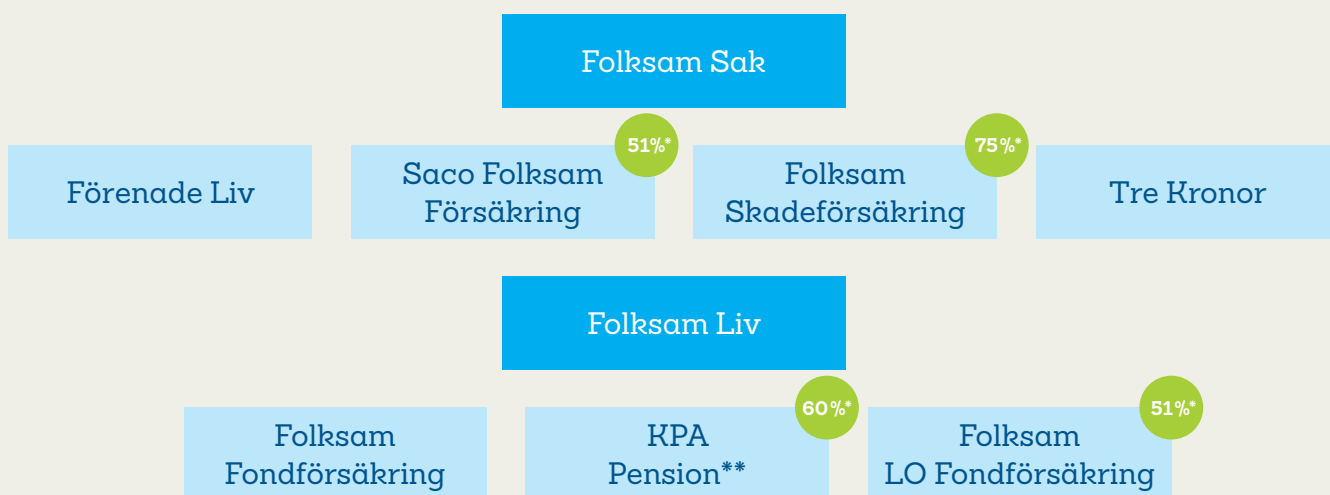 Folksam Sak
51%*
75%*
Förenade Liv
Saco Folksam
Försäkring
Folksam
Skadeförsäkring
Tre Kronor
Folksam Liv
60%*
51%*
Folksam
Fondförsäkring
KPA
Pension**
Folksam
LO Fondförsäkring